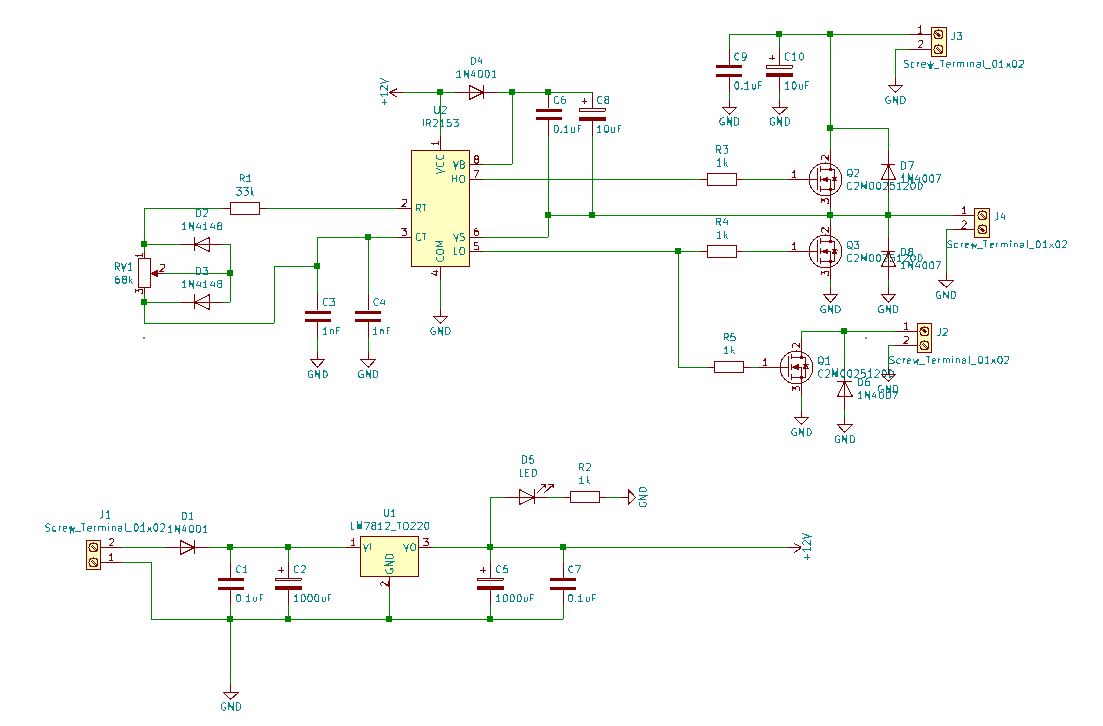 1
J3
2
Screw_Terminal_01x02
C9
0.1uF
C10
10uF
GND
GND
GND
D4
1N4001
+12V
U2
IR2153
C6
0.1uF
C8
10uF
1
VCC
VB
8
HO
7
2
RT
3
CT
VS
6
LO
5
COM
4
GND
R3
1k
1
2
3
Q2
C2M0025120D
D7
1N4007
R1
33k
D2
1N4148
RV1
68k
1
2
3
D3
1N4148
1
2
J4
Screw_Terminal_01x02
GND
R4
1k
1
2
3
Q3
C2M0025120D
D8
1N4007
GND
GND
C3
1nF
C4
1nF
GND
GND
R5
1k
1
2
3
Q1
C2M0025120D
1
2
J2
Screw_Terminal_01x02
GND
D6
1N4007
GND
GND
D5
LED
R2
1k
GND
J1
Screw_Terminal_01x02
2
1
D1
1N4001
U1
LM7812_TO220
1
VI
VO
3
GND
2
+12V
C1
0.1uF
C2
1000uF
C5
1000uF
C7
0.1uF
GND